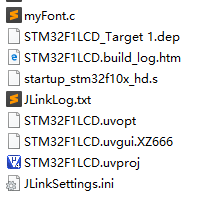 myFont.c
STM32F1LCD_Target 1.dep
STM32F1LCD.build_log.htm
startup_stm32f10x_hd.s
JLinkLog.txt
STM32F1LCD.uvopt
STM32F1LCD.uvgui.XZ666
STM32F1LCD.uvproj
JLinkSettings.ini